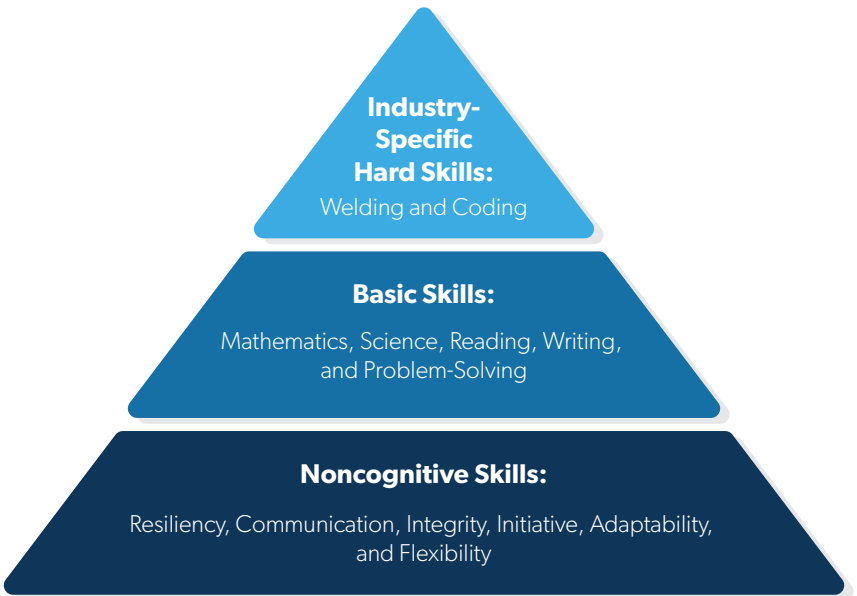 Industry-
Specific
Hard Skills:
Welding and Coding
Basic Skills:
Mathematics, Science, Reading, Writing,
and Problem-Solving
Noncognitive Skills:
Resiliency, Communication, Integrity, Initiative, Adaptability,
and Flexibility